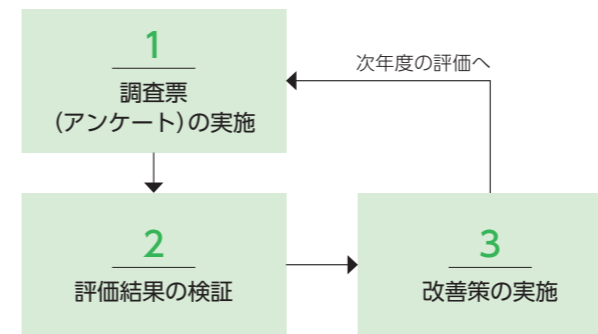 1
調査票
(アンケート)の実施
次年度の評価へ
2
評価結果の検証
3
改善策の実施